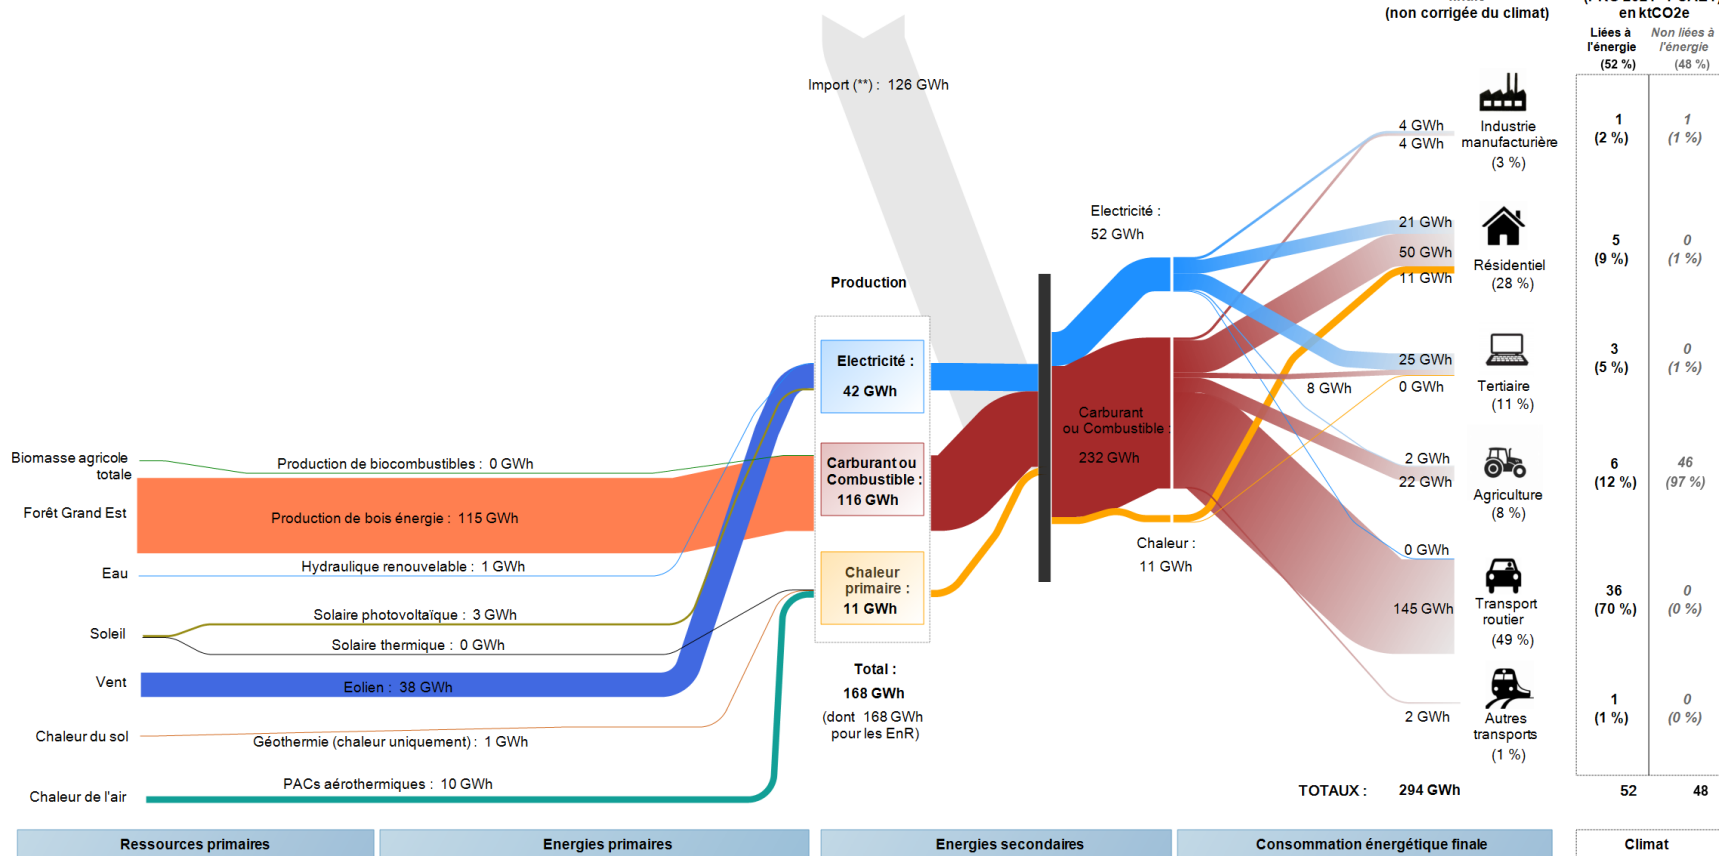 (non corrigée du climat)
en ktCO2e
Liées à
l'énergie
(52 %)
Non liées à
l'énergie
(48 %)
Import (**) : 126 GWh
4 GWh
4 GWh
Industrie
manufacturière
(3 %)
1
(2 %)
1
(1 %)
Electricité :
52 GWh
21 GWh
50 GWh
11 GWh
Résidentiel
(28 %)
5
(9 %)
0
(1 %)
Production
Electricité :
42 GWh
25 GWh
8 GWh
0 GWh
Tertiaire
(11 %)
3
(5 %)
0
(1 %)
Carburant
ou Combustible :
232 GWh
Biomasse agricole
totale
Production de biocombustibles : 0 GWh
Carburant ou
Combustible :
116 GWh
2 GWh
22 GWh
Agriculture
(8 %)
6
(12 %)
46
(97 %)
Forêt Grand Est
Production de bois énergie : 115 GWh
Chaleur :
11 GWh
Eau
Hydraulique renouvelable : 1 GWh
Chaleur
primaire :
11 GWh
0 GWh
145 GWh
Transport
routier
(49 %)
36
(70 %)
0
(0 %)
Soleil
Solaire photovoltaïque : 3 GWh
Solaire thermique : 0 GWh
Vent
Eolien : 38 GWh
Total :
168 GWh
(dont 168 GWh
pour les EnR)
2 GWh
Autres
transports
(1 %)
1
(1 %)
0
(0 %)
Chaleur du sol
Géothermie (chaleur uniquement) : 1 GWh
Chaleur de l'air
PACs aérothermiques : 10 GWh
TOTAUX : 294 GWh
52
48
Ressources primaires
Energies primaires
Energies secondaires
Consommation énergétique finale
Climat